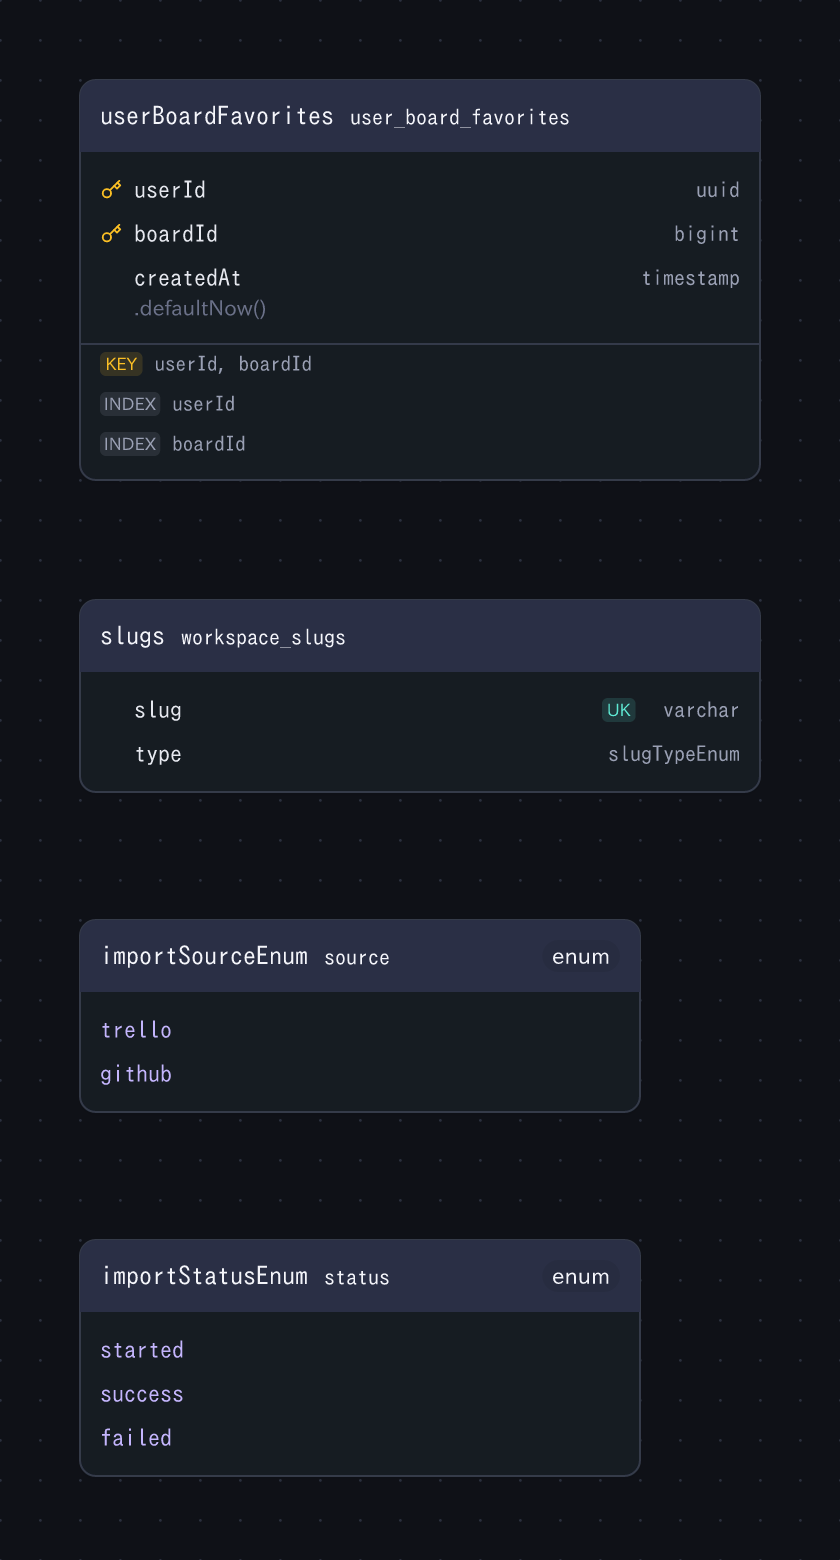 userBoardFavorites user_board_favorites
userId uuid
boardId bigint
createdAt timestamp
.defaultNow()
KEY userId, boardId
INDEX userId
INDEX boardId
slugs workspace_slugs
slug UK varchar
type slugTypeEnum
importSourceEnum source enum
trello
github
importStatusEnum status enum
started
success
failed